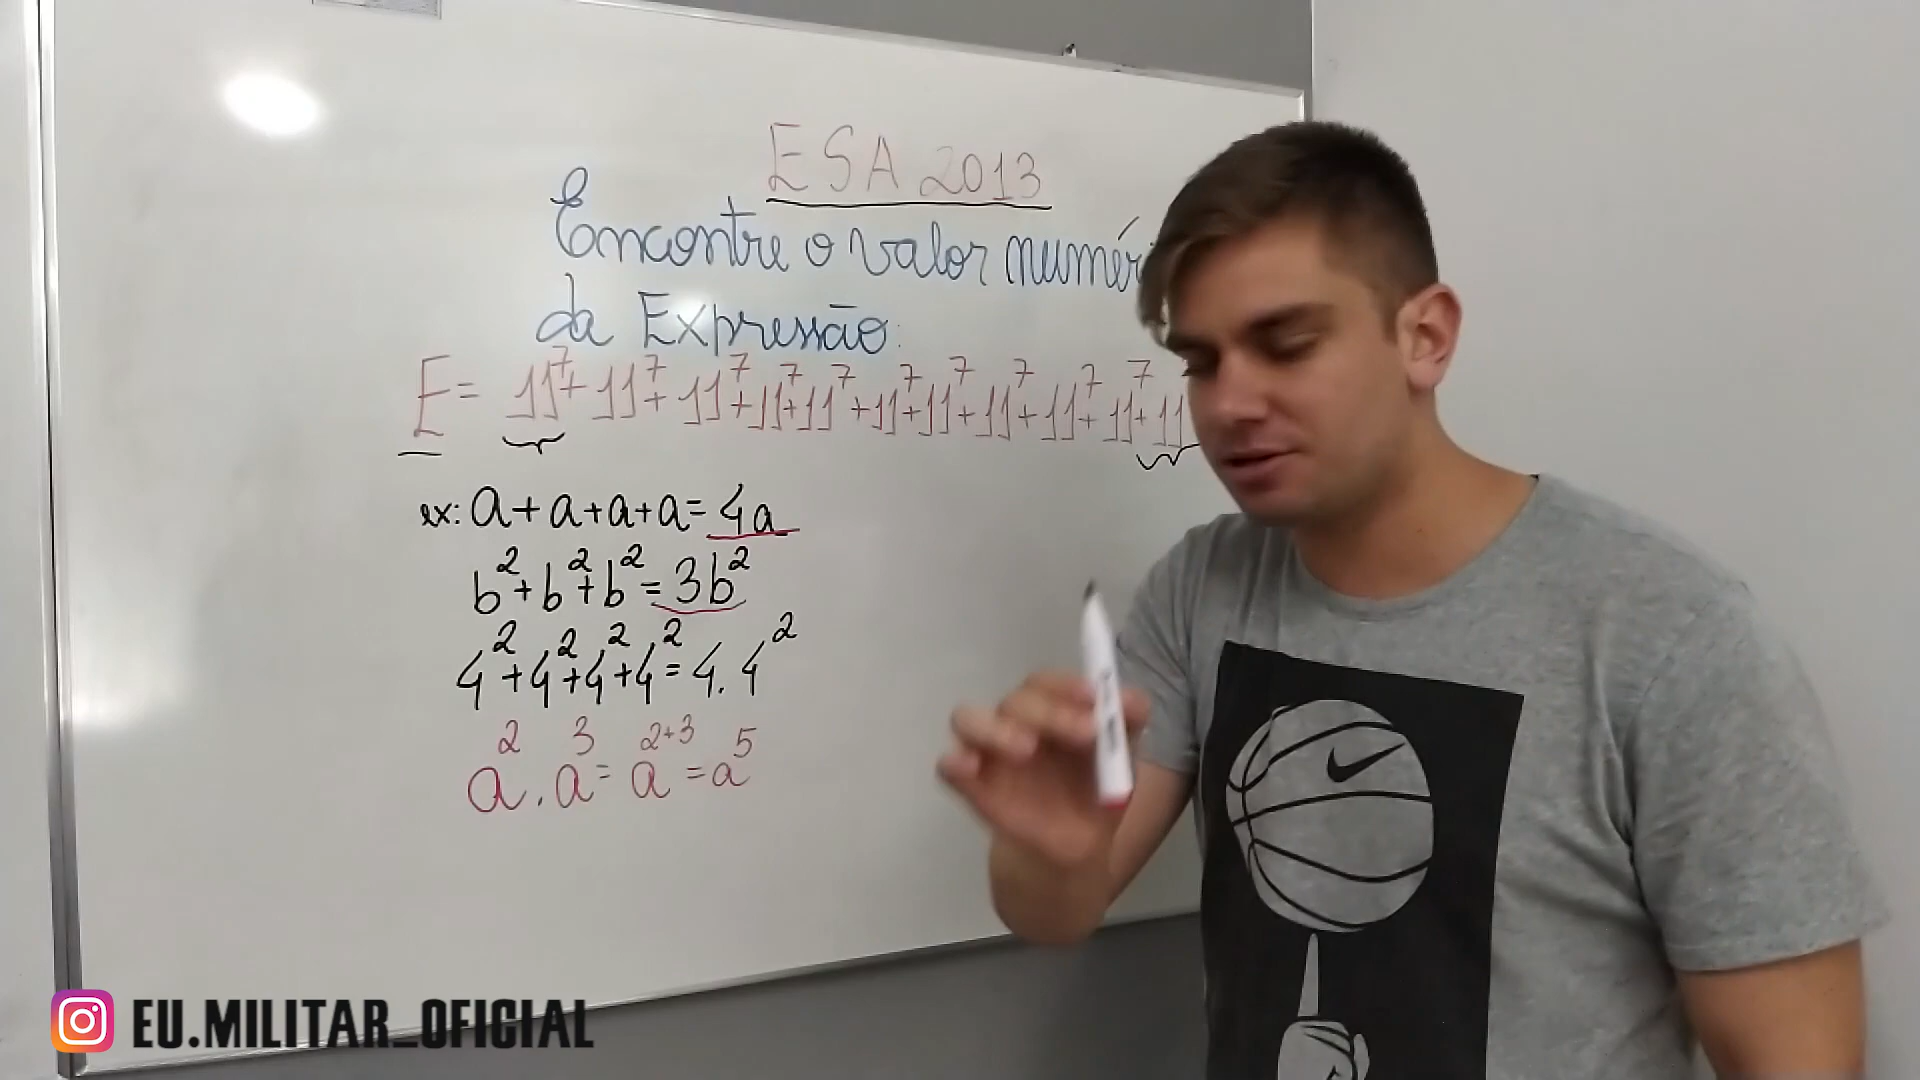 ESA 2013
Encontre o valor numéri
da Expressão:
E = 11⁷ + 11⁷ + 11⁷ + 11⁷ + 11⁷ + 11⁷ + 11⁷ + 11⁷ + 11⁷ + 11⁷ + 11
ex: a + a + a + a = 4a
b² + b² + b² = 3b²
4² + 4² + 4² + 4² = 4 . 4²
a² . a³ = a²⁺³ = a⁵
EU.MILITAR_OFICIAL